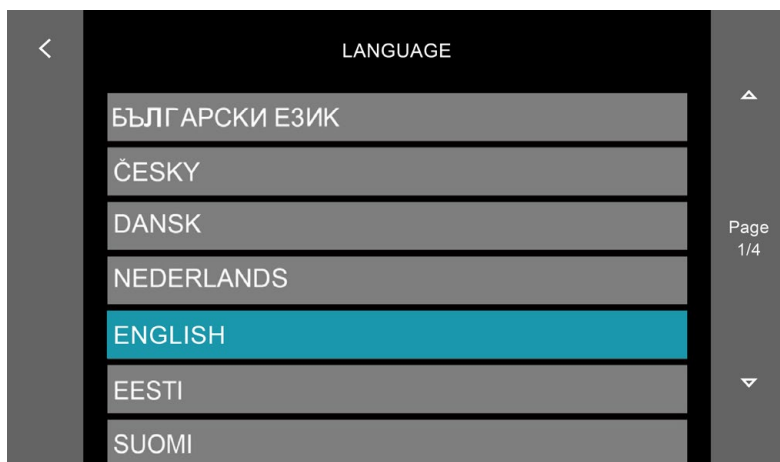 LANGUAGE
БЪЛГАРСКИ ЕЗИК
ČESKY
DANSK
NEDERLANDS
ENGLISH
EESTI
SUOMI
Page
1/4